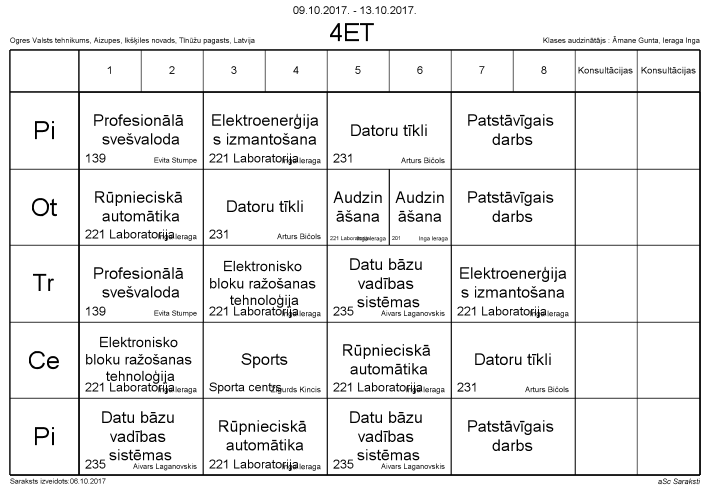 09.10.2017. - 13.10.2017.
4ET
Ogres Valsts tehnikums, Aizupes, Ikšķiles novads, Tīnūžu pagasts, Latvija
Klases audzinātājs : Āmane Gunta, Ieraga Inga
1 2 3 4 5 6 7 8 Konsultācijas Konsultācijas
Pi
Profesionālā
svešvaloda
139 Evita Stumpe
Elektroenerģija
s izmantošana
221 Laboratorija Inga Ieraga
Datoru tīkli
231 Arturs Bičols
Patstāvīgais
darbs
Ot
Rūpnieciskā
automātika
221 Laboratorija Inga Ieraga
Datoru tīkli
231 Arturs Bičols
Audzin
āšana
221 Laboratorija Inga Ieraga
Audzin
āšana
201 Inga Ieraga
Patstāvīgais
darbs
Tr
Profesionālā
svešvaloda
139 Evita Stumpe
Elektronisko
bloku ražošanas
tehnoloģija
221 Laboratorija Inga Ieraga
Datu bāzu
vadības
sistēmas
235 Aivars Laganovskis
Elektroenerģija
s izmantošana
221 Laboratorija Inga Ieraga
Ce
Elektronisko
bloku ražošanas
tehnoloģija
221 Laboratorija Inga Ieraga
Sports
Sporta centrs Zigurds Kincis
Rūpnieciskā
automātika
221 Laboratorija Inga Ieraga
Datoru tīkli
231 Arturs Bičols
Pi
Datu bāzu
vadības
sistēmas
235 Aivars Laganovskis
Rūpnieciskā
automātika
221 Laboratorija Inga Ieraga
Datu bāzu
vadības
sistēmas
235 Aivars Laganovskis
Patstāvīgais
darbs
Saraksts izveidots:06.10.2017
aSc Saraksti